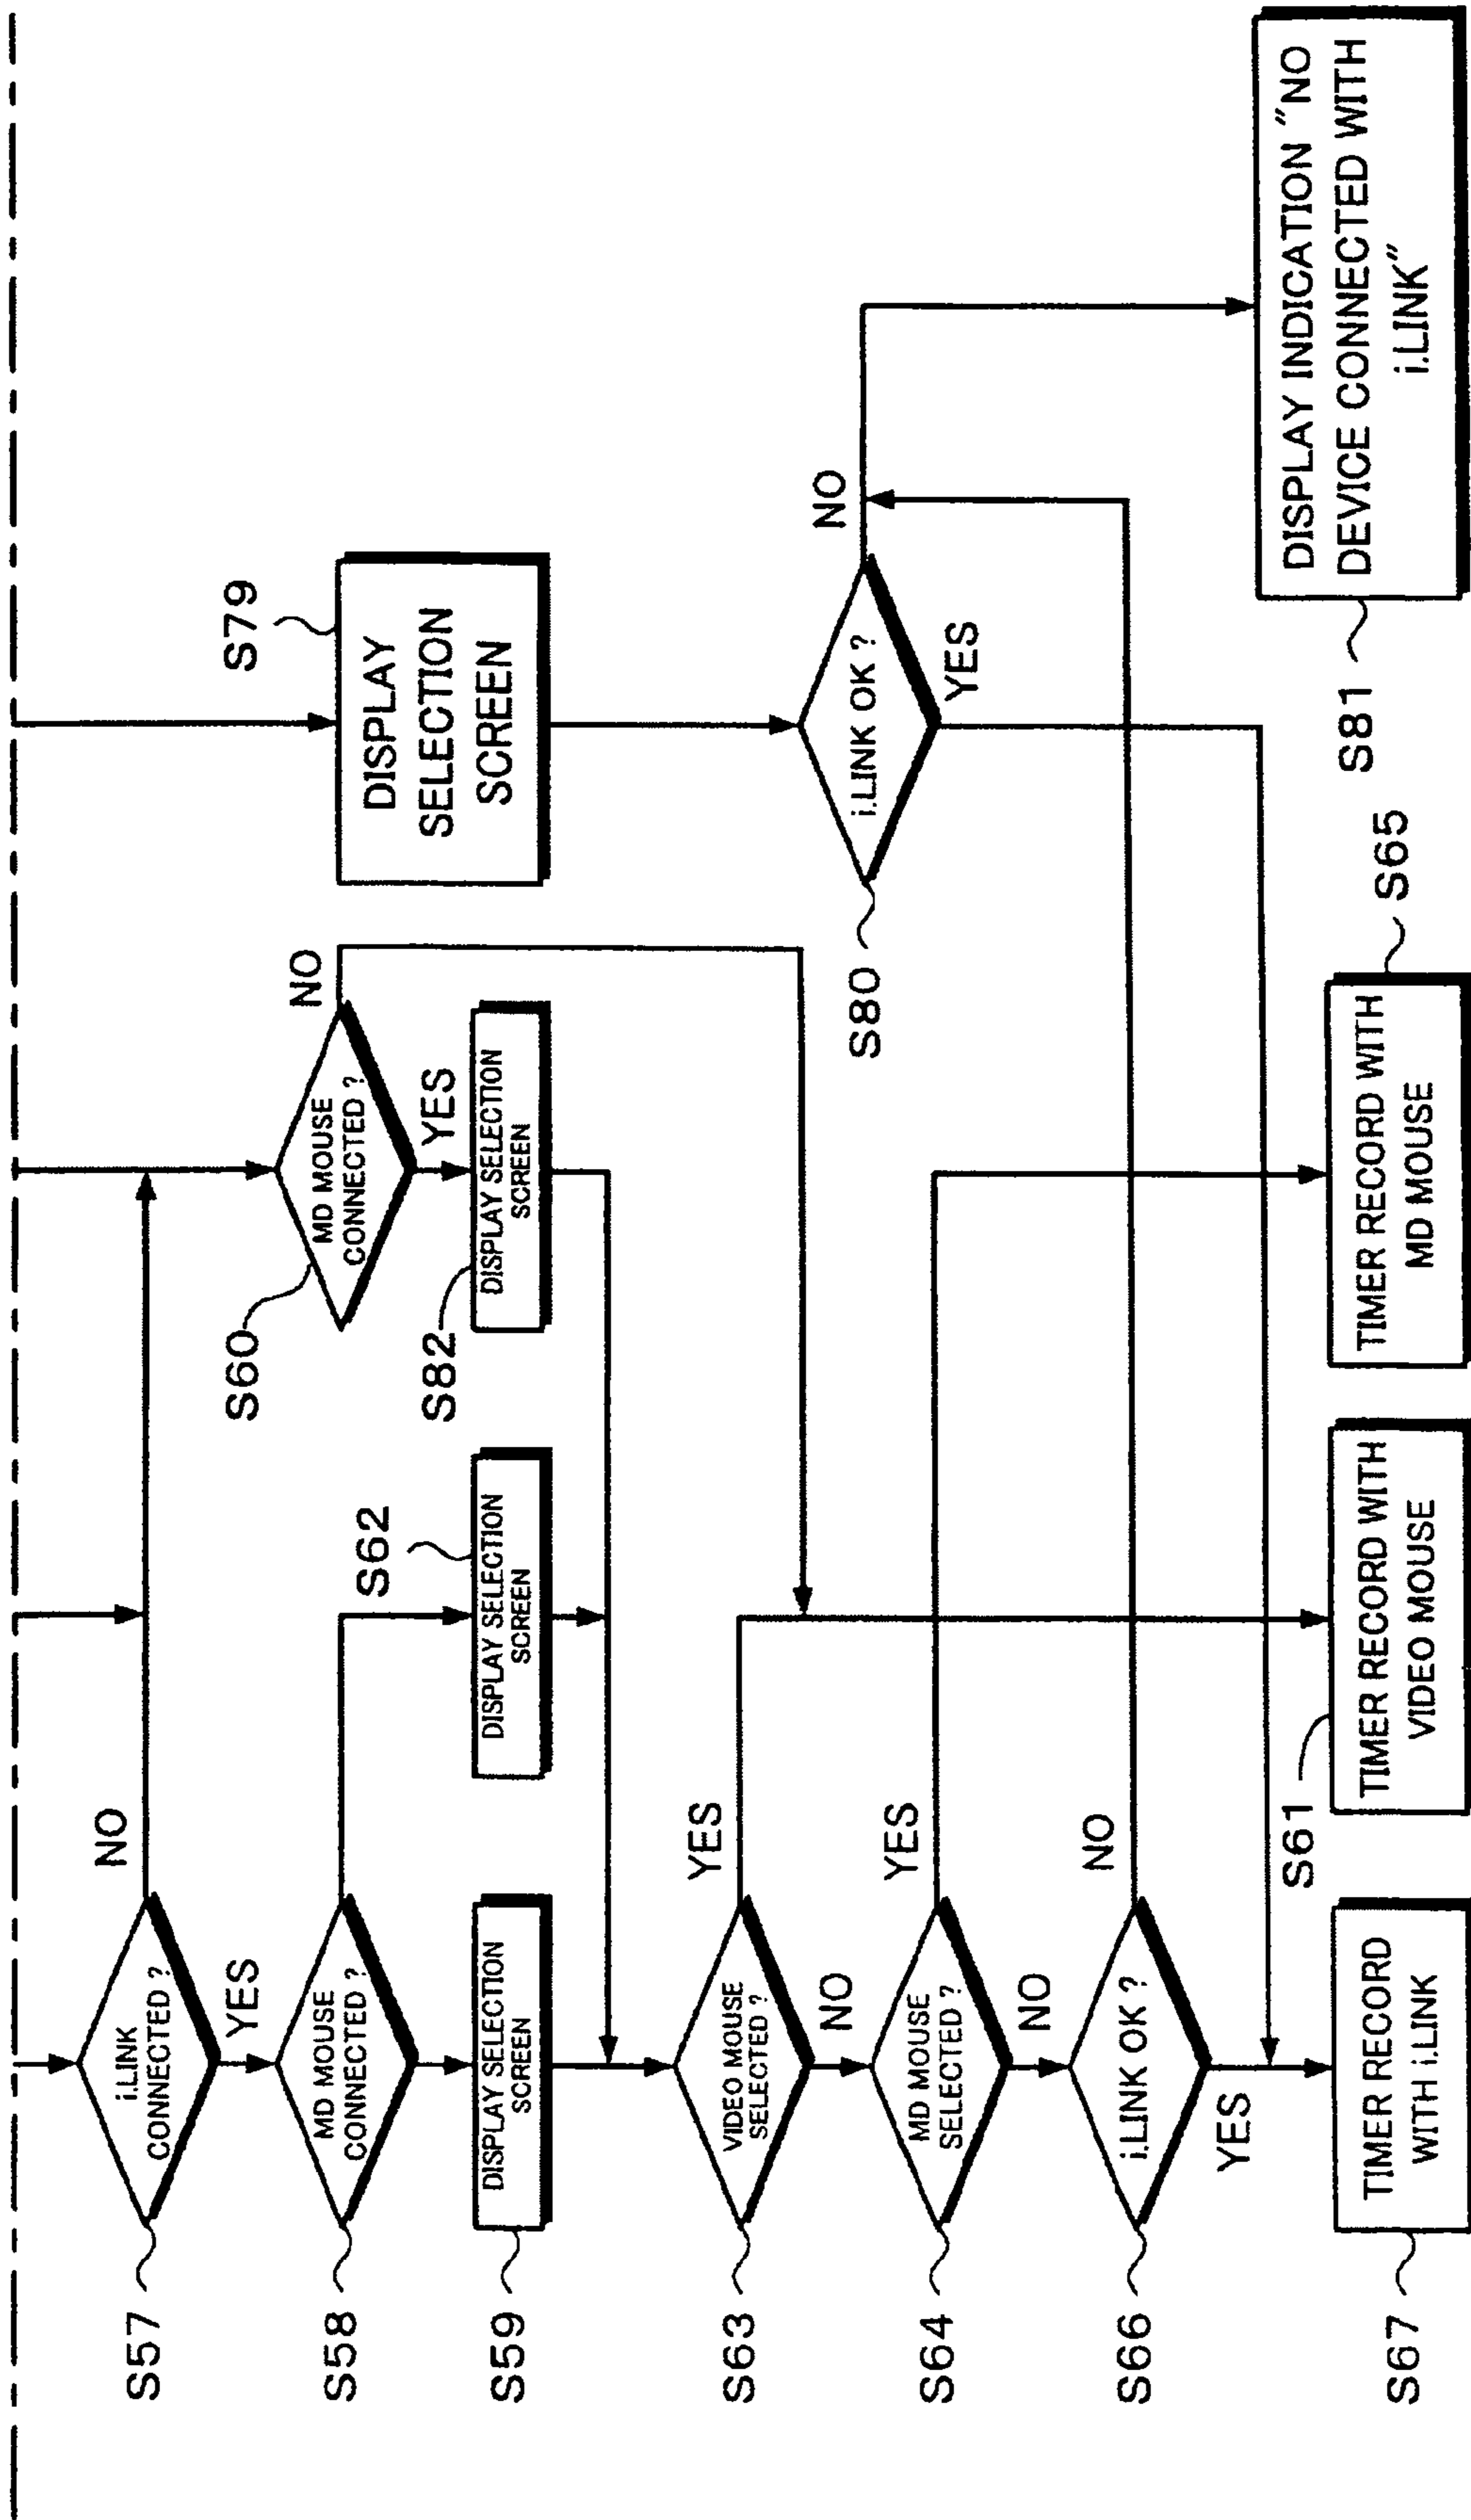 S57
i.LINK
CONNECTED ?
NO
YES
S58
MD MOUSE
CONNECTED ?
S60
MD MOUSE
CONNECTED ?
NO
YES
S79
DISPLAY
SELECTION
SCREEN
S59
DISPLAY SELECTION
SCREEN
S62
DISPLAY SELECTION
SCREEN
S82
DISPLAY SELECTION
SCREEN
S63
VIDEO MOUSE
SELECTED ?
YES
NO
S80
i.LINK OK ?
NO
YES
S64
MD MOUSE
SELECTED ?
YES
NO
S66
i.LINK OK ?
NO
YES
S67
TIMER RECORD
WITH i.LINK
S61
TIMER RECORD WITH
VIDEO MOUSE
S65
TIMER RECORD WITH
MD MOUSE
S81
DISPLAY INDICATION "NO
DEVICE CONNECTED WITH
i.LINK"